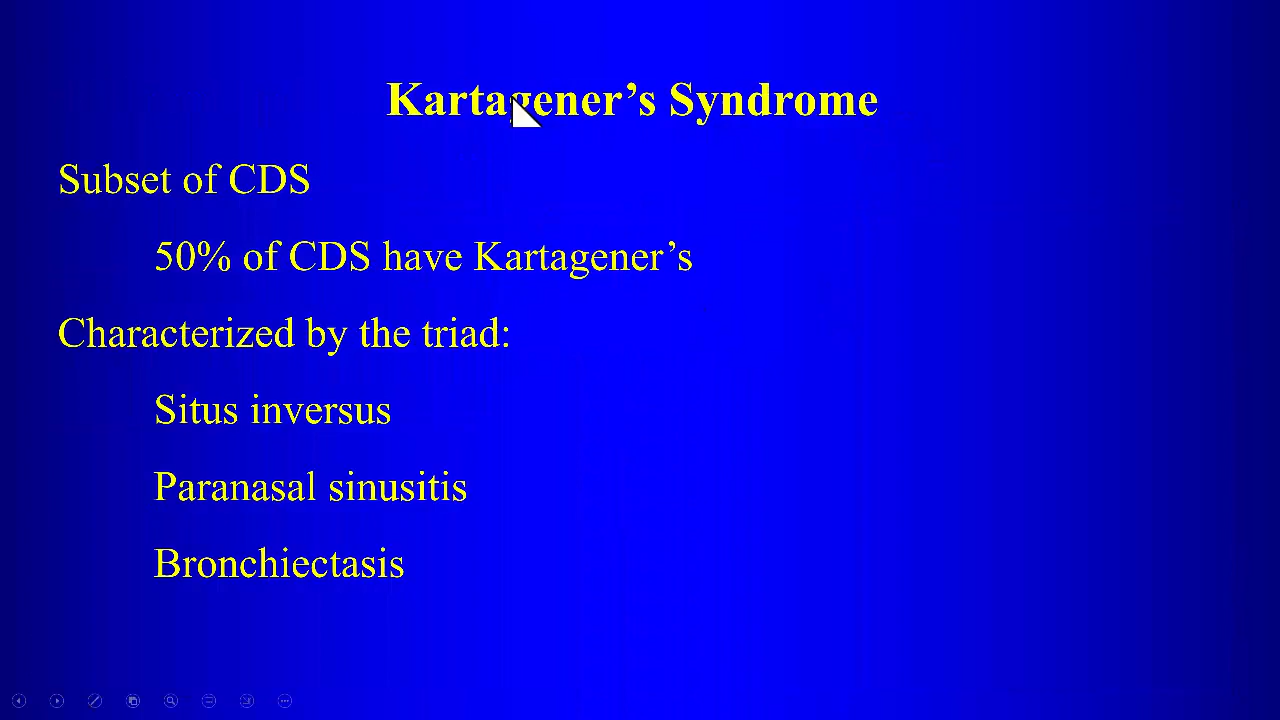 Kartagener’s Syndrome
Subset of CDS
50% of CDS have Kartagener’s
Characterized by the triad:
Situs inversus
Paranasal sinusitis
Bronchiectasis